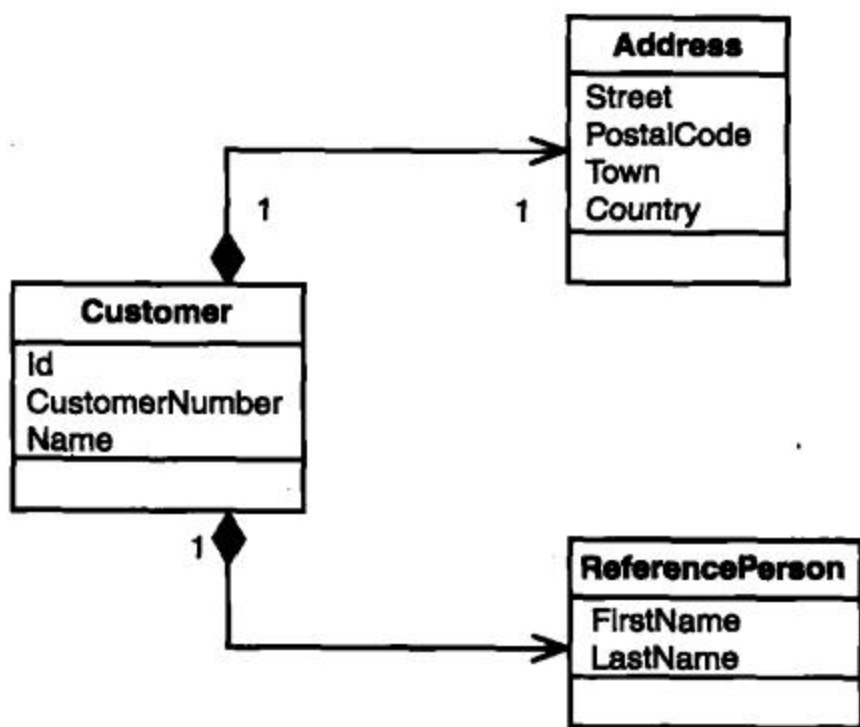 Address
Street
PostalCode
Town
Country
1
1
Customer
Id
CustomerNumber
Name
1
ReferencePerson
FirstName
LastName